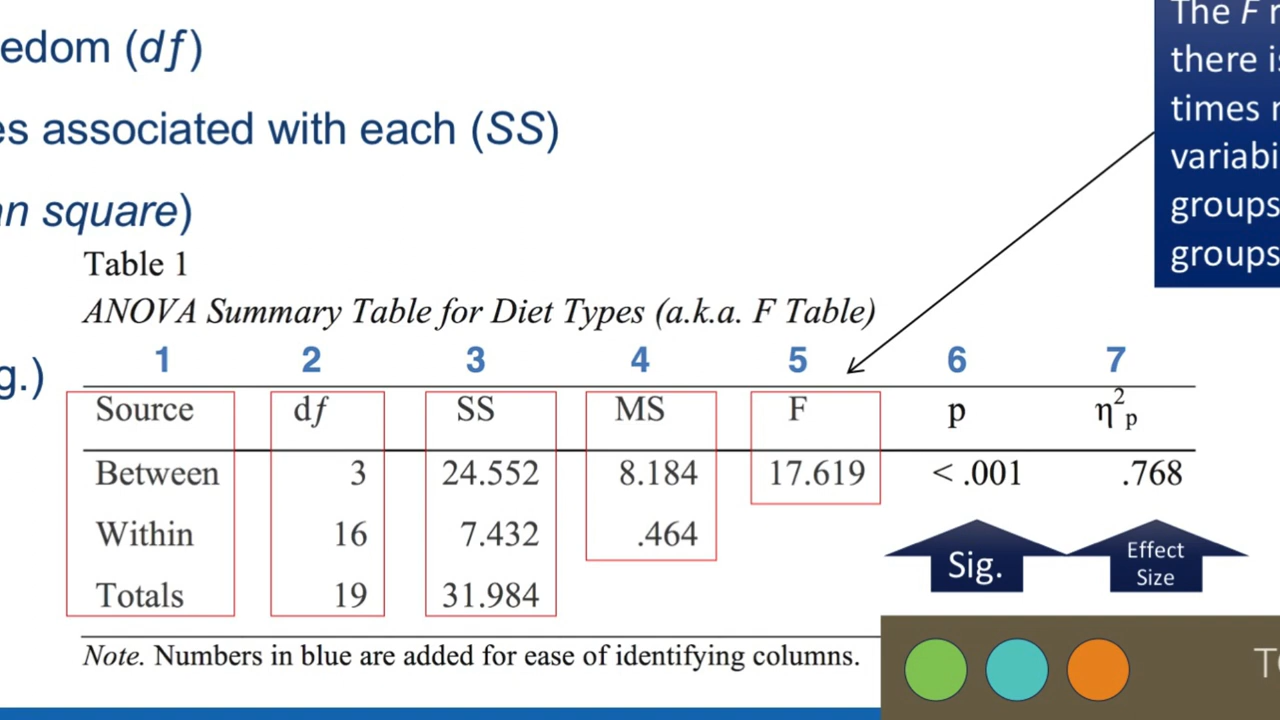 edom (df)
es associated with each (SS)
an square)
g.)
The F r
there is
times r
variabi
groups
groups
Table 1
ANOVA Summary Table for Diet Types (a.k.a. F Table)
1 2 3 4 5 6 7
Source df SS MS F p η²p
Between 3 24.552 8.184 17.619 < .001 .768
Within 16 7.432 .464
Totals 19 31.984
Sig.
Effect
Size
Note. Numbers in blue are added for ease of identifying columns.